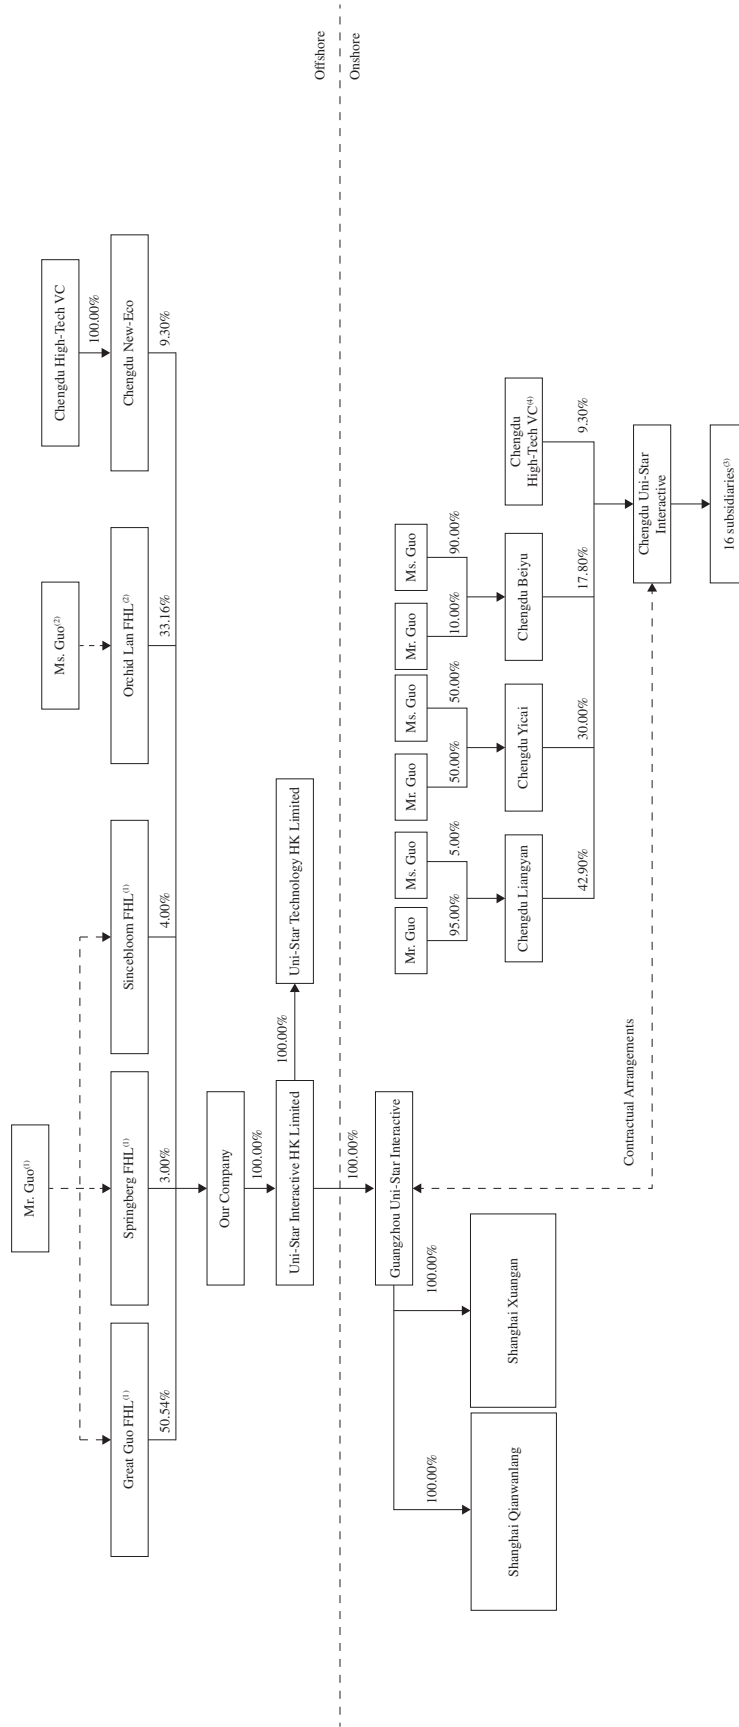 Mr. Guo(1)
Ms. Guo(2)
Chengdu High-Tech VC
100.00%
Great Guo FHL(1)
Springberg FHL(1)
Sincebloom FHL(1)
Orchid Lan FHL(2)
Chengdu New-Eco
50.54%
3.00%
4.00%
33.16%
9.30%
Our Company
100.00%
Uni-Star Interactive HK Limited
100.00%
Uni-Star Technology HK Limited
Offshore
Onshore
100.00%
Guangzhou Uni-Star Interactive
100.00%
100.00%
Shanghai Qianwanlang
Shanghai Xuangan
Mr. Guo
Ms. Guo
Mr. Guo
Ms. Guo
Mr. Guo
Ms. Guo
95.00%
5.00%
50.00%
50.00%
10.00%
90.00%
Chengdu Liangyan
Chengdu Yicai
Chengdu Beiyu
Chengdu
High-Tech VC(4)
42.90%
30.00%
17.80%
9.30%
Contractual Arrangements
Chengdu Uni-Star
Interactive
16 subsidiaries(3)